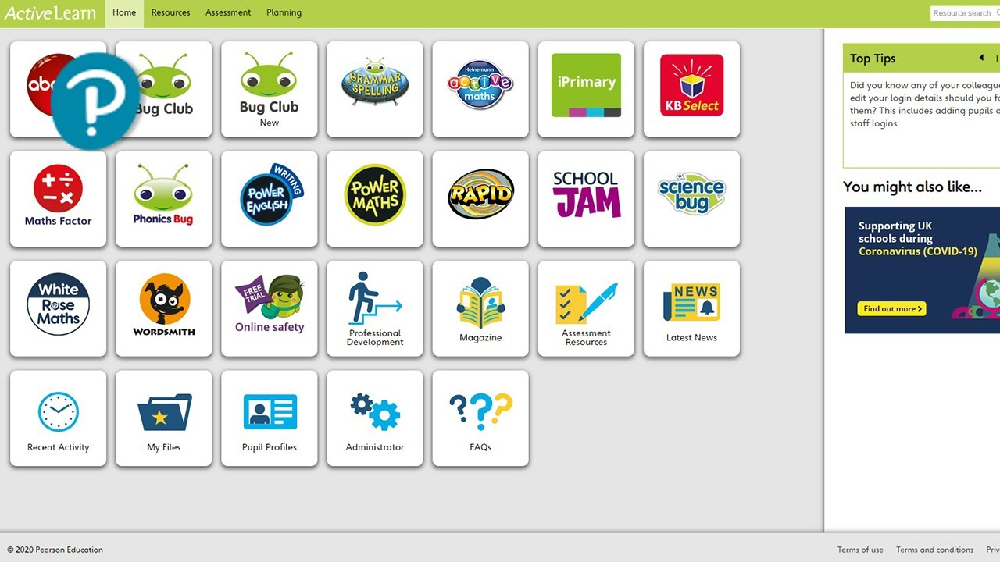 ActiveLearn
Home
Resources
Assessment
Planning
Resource search
abc
Bug Club
Bug Club
New
GRAMMAR
SPELLING
Heinemann
active
maths
iPrimary
KB Select
Maths Factor
Phonics Bug
POWER
ENGLISH
WRITING
POWER
MATHS
RAPID
SCHOOL
JAM
science
bug
White
Rose
Maths
WORDSMITH
FREE
TRIAL
Online safety
Professional
Development
Magazine
Assessment
Resources
NEWS
Latest News
Recent Activity
My Files
Pupil Profiles
Administrator
FAQs
Top Tips
Did you know any of your colleagu
edit your login details should you f
them? This includes adding pupils a
staff logins.
You might also like...
Supporting UK
schools during
Coronavirus (COVID-19)
Find out more
© 2020 Pearson Education
Terms of use
Terms and conditions
Priv